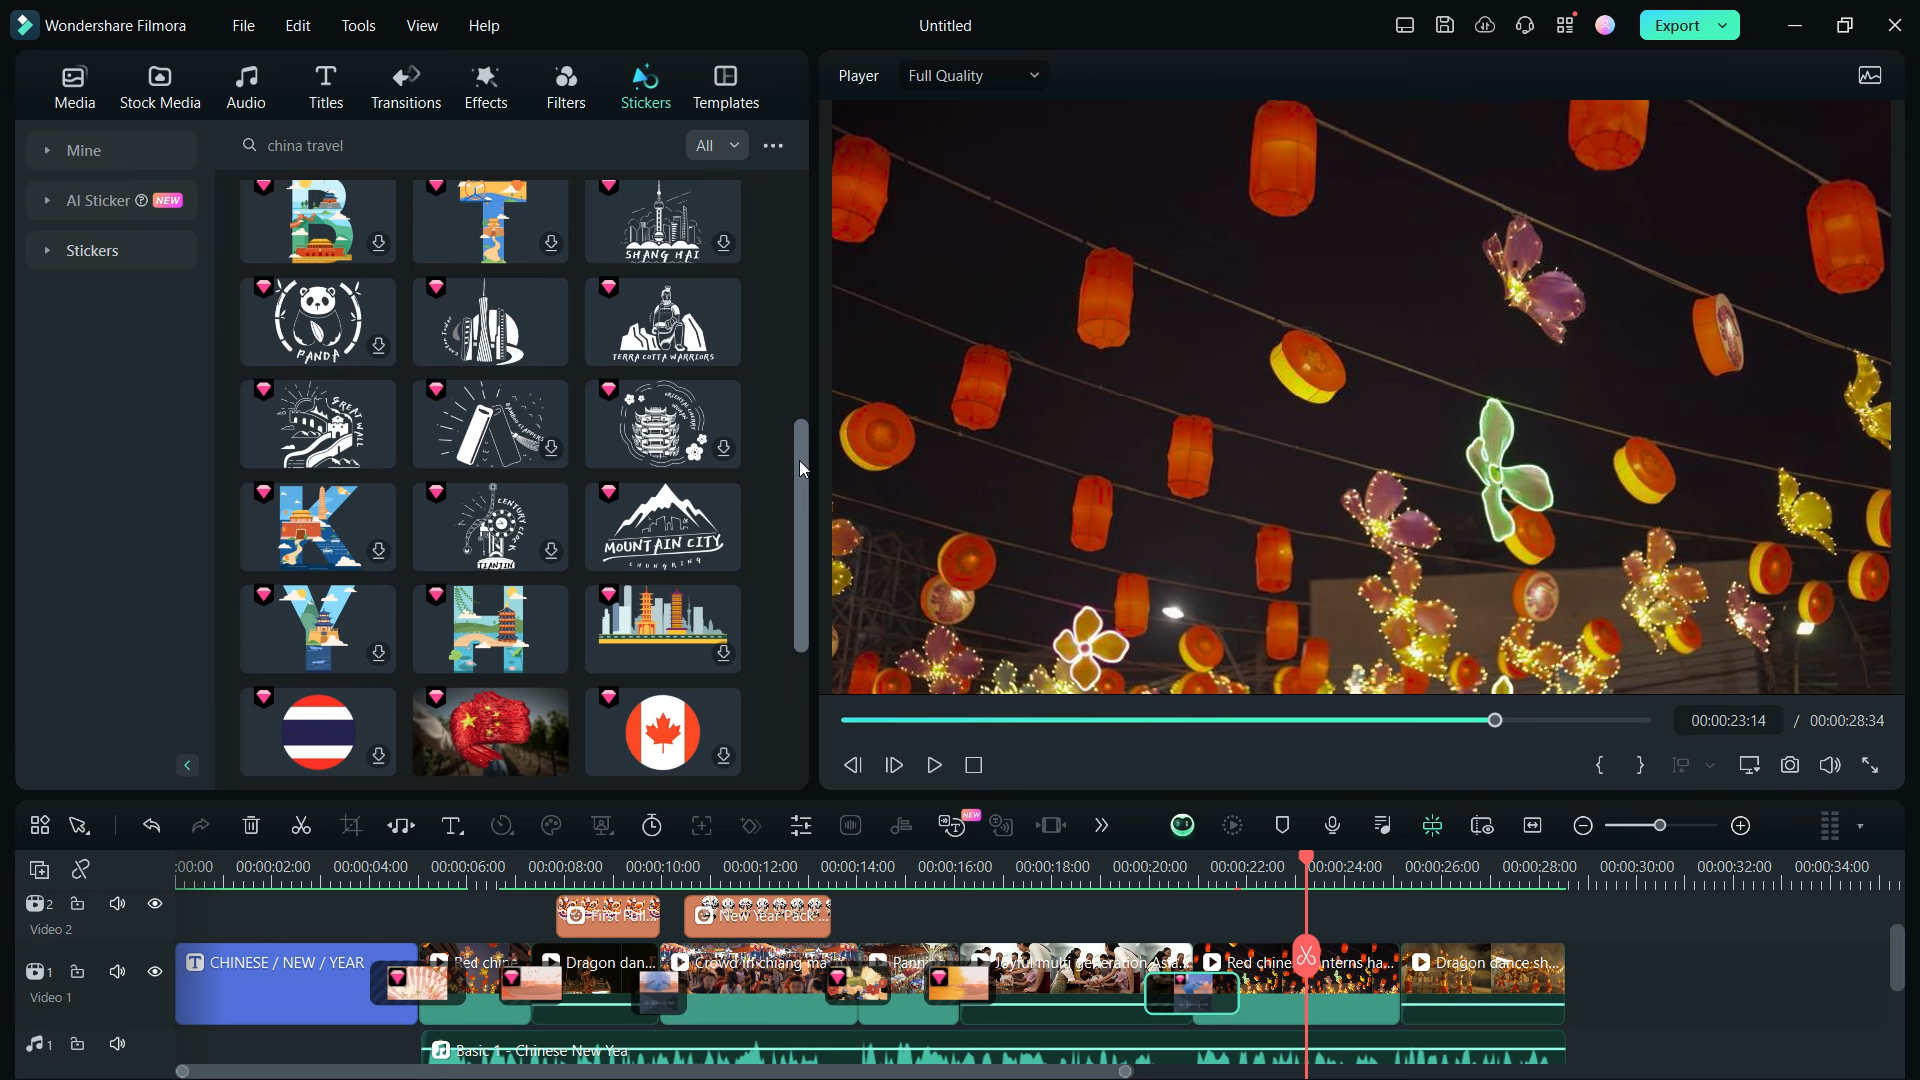 Wondershare Filmora
File
Edit
Tools
View
Help
Untitled
Export
Media
Stock Media
Audio
Titles
Transitions
Effects
Filters
Stickers
Templates
Player
Full Quality
Mine
AI Sticker
NEW
Stickers
china travel
All
SHANG HAI
PANDA
TERRA COTTA WARRIORS
GREAT WALL
CENTURY CLOCK
TIANJIN
MOUNTAIN CITY
CHONGKING
00:00:23:14 / 00:00:28:34
NEW
:00:00 00:00:02:00 00:00:04:00 00:00:06:00 00:00:08:00 00:00:10:00 00:00:12:00 00:00:14:00 00:00:16:00 00:00:18:00 00:00:20:00 00:00:22:00 00:00:24:00 00:00:26:00 00:00:28:00 00:00:30:00 00:00:32:00 00:00:34:00
2
Video 2
First Full...
New Year Pack ...
1
Video 1
CHINESE / NEW / YEAR
Red chine
Dragon dan...
Crowd in chiang ma
Joyful multi generation Asia...
Red chine nterns ha...
Dragon dance sh...
1
Basic 1 - Chinese New Yea